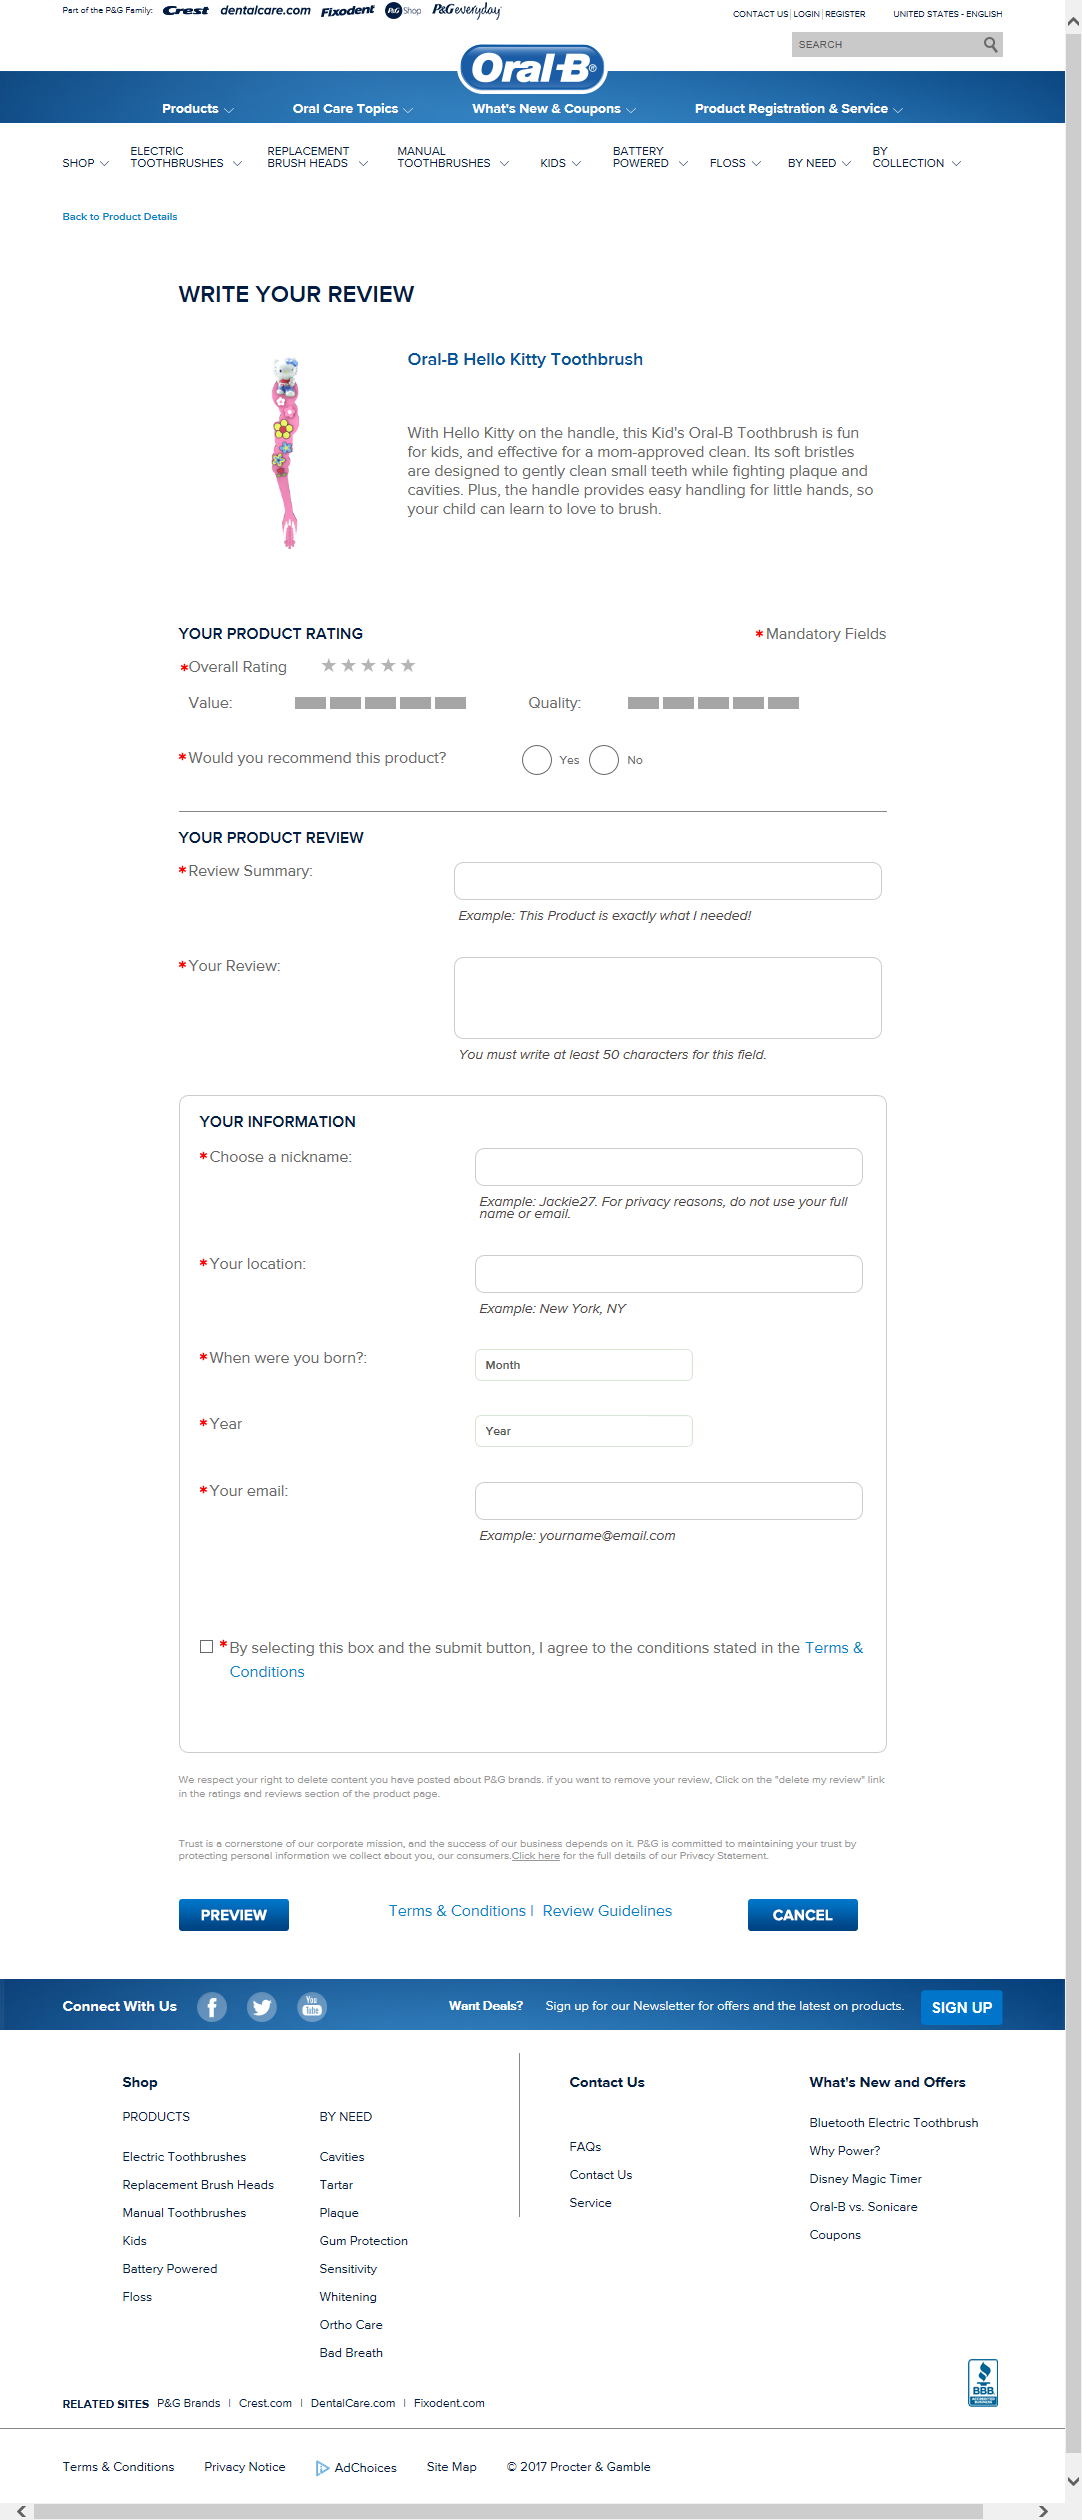 Part of the P&G Family: Crest dentalcare.com Fixodent P&G Shop P&G everyday
CONTACT US | LOGIN | REGISTER UNITED STATES - ENGLISH
SEARCH
Oral-B®
Products Oral Care Topics What's New & Coupons Product Registration & Service
SHOP ELECTRIC TOOTHBRUSHES REPLACEMENT BRUSH HEADS MANUAL TOOTHBRUSHES KIDS BATTERY POWERED FLOSS BY NEED BY COLLECTION
Back to Product Details
WRITE YOUR REVIEW
Oral-B Hello Kitty Toothbrush
With Hello Kitty on the handle, this Kid's Oral-B Toothbrush is fun
for kids, and effective for a mom-approved clean. Its soft bristles
are designed to gently clean small teeth while fighting plaque and
cavities. Plus, the handle provides easy handling for little hands, so
your child can learn to love to brush.
YOUR PRODUCT RATING
*Mandatory Fields
*Overall Rating
Value: Quality:
*Would you recommend this product? Yes No
YOUR PRODUCT REVIEW
*Review Summary:
Example: This Product is exactly what I needed!
*Your Review:
You must write at least 50 characters for this field.
YOUR INFORMATION
*Choose a nickname:
Example: Jackie27. For privacy reasons, do not use your full
name or email.
*Your location:
Example: New York, NY
*When were you born?: Month
*Year Year
*Your email:
Example: yourname@email.com
*By selecting this box and the submit button, I agree to the conditions stated in the Terms &
Conditions
We respect your right to delete content you have posted about P&G brands. if you want to remove your review, Click on the "delete my review" link
in the ratings and reviews section of the product page.
Trust is a cornerstone of our corporate mission, and the success of our business depends on it. P&G is committed to maintaining your trust by
protecting personal information we collect about you, our consumers.Click here for the full details of our Privacy Statement.
PREVIEW Terms & Conditions | Review Guidelines CANCEL
Connect With Us You Tube Want Deals? Sign up for our Newsletter for offers and the latest on products. SIGN UP
Shop
PRODUCTS
Electric Toothbrushes
Replacement Brush Heads
Manual Toothbrushes
Kids
Battery Powered
Floss
BY NEED
Cavities
Tartar
Plaque
Gum Protection
Sensitivity
Whitening
Ortho Care
Bad Breath
Contact Us
FAQs
Contact Us
Service
What's New and Offers
Bluetooth Electric Toothbrush
Why Power?
Disney Magic Timer
Oral-B vs. Sonicare
Coupons
BBB
ACCREDITED BUSINESS
RELATED SITES P&G Brands | Crest.com | DentalCare.com | Fixodent.com
Terms & Conditions Privacy Notice AdChoices Site Map © 2017 Procter & Gamble